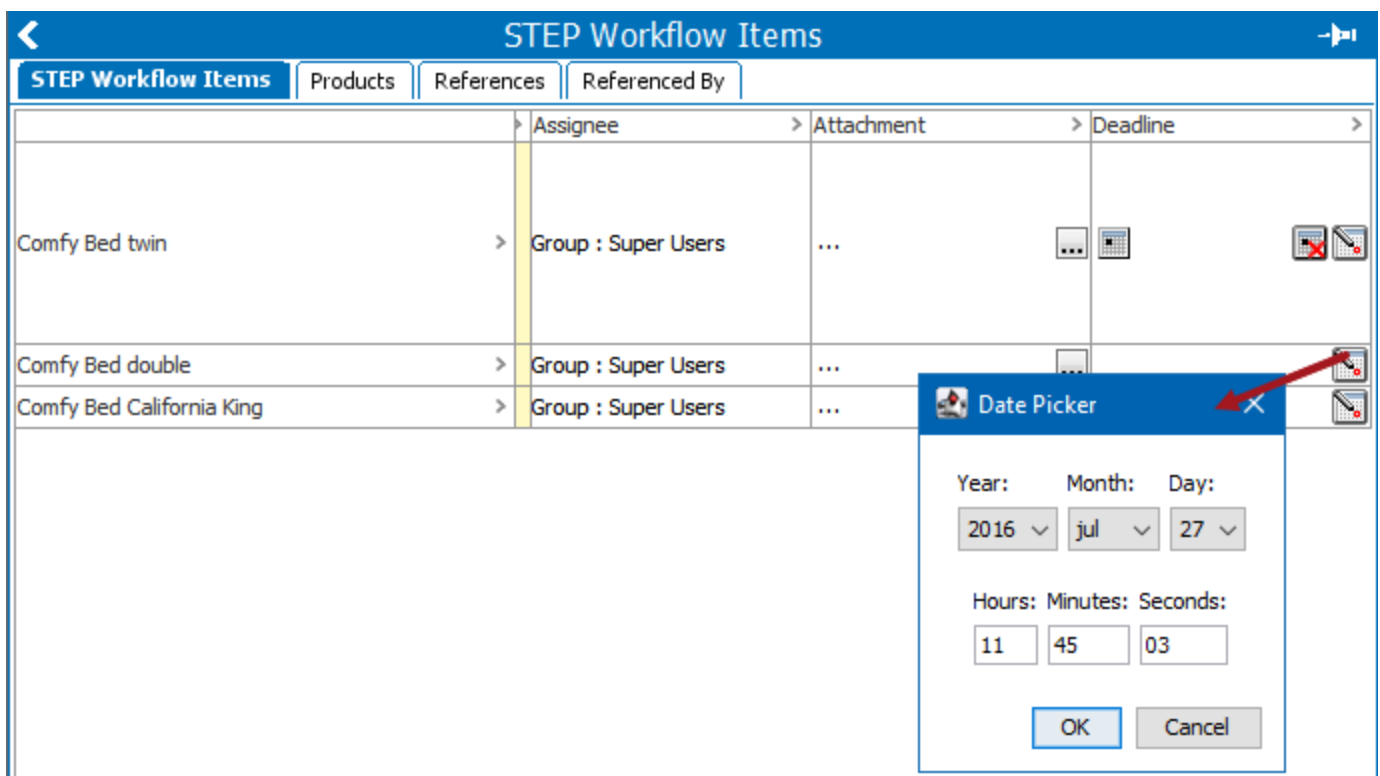 STEP Workflow Items
STEP Workflow Items Products References Referenced By
Assignee > Attachment > Deadline >
Comfy Bed twin > Group : Super Users ... ...
Comfy Bed double > Group : Super Users ... ...
Comfy Bed California King > Group : Super Users ...
Date Picker
Year: Month: Day:
2016 jul 27
Hours: Minutes: Seconds:
11 45 03
OK Cancel